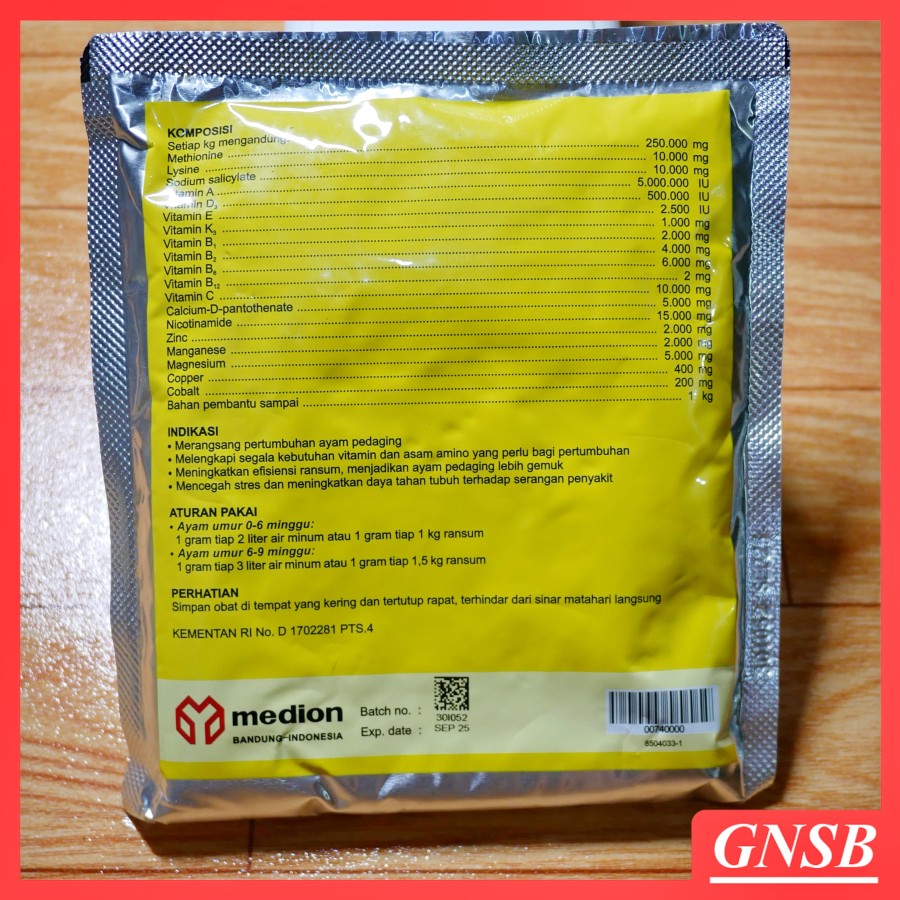 KOMPOSISI
Setiap kg mengandung:
Methionine 250.000 mg
Lysine 10.000 mg
Sodium salicylate 10.000 mg
Vitamin A 5.000.000 IU
Vitamin D3 500.000 IU
Vitamin E 2.500 IU
Vitamin K3 1.000 mg
Vitamin B1 2.000 mg
Vitamin B2 4.000 mg
Vitamin B6 6.000 mg
Vitamin B12 2 mg
Vitamin C 10.000 mg
Calcium-D-pantothenate 5.000 mg
Nicotinamide 15.000 mg
Zinc 2.000 mg
Manganese 2.000 mg
Magnesium 5.000 mg
Copper 400 mg
Cobalt 200 mg
Bahan pembantu sampai 1 kg
INDIKASI
• Merangsang pertumbuhan ayam pedaging
• Melengkapi segala kebutuhan vitamin dan asam amino yang perlu bagi pertumbuhan
• Meningkatkan efisiensi ransum, menjadikan ayam pedaging lebih gemuk
• Mencegah stres dan meningkatkan daya tahan tubuh terhadap serangan penyakit
ATURAN PAKAI
• Ayam umur 0-6 minggu:
1 gram tiap 2 liter air minum atau 1 gram tiap 1 kg ransum
• Ayam umur 6-9 minggu:
1 gram tiap 3 liter air minum atau 1 gram tiap 1,5 kg ransum
PERHATIAN
Simpan obat di tempat yang kering dan tertutup rapat, terhindar dari sinar matahari langsung
KEMENTAN RI No. D 1702281 PTS.4
medion
BANDUNG-INDONESIA
Batch no. : 30I052
Exp. date : SEP 25
00740000
8504033-1
GNSB